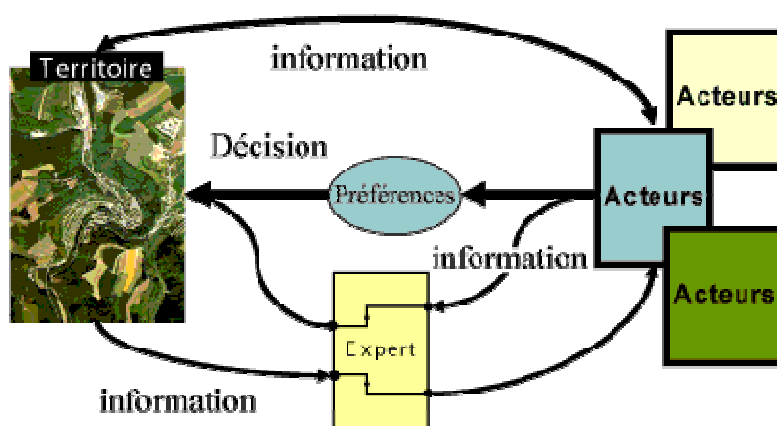 information
Territoire
Acteurs
Décision
Préférences
Acteurs
information
Acteurs
Expert
information